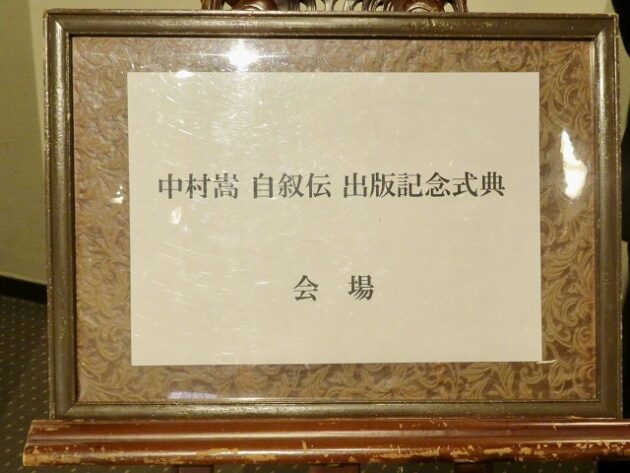 中村嵩 自叙伝 出版記念式典
会 場